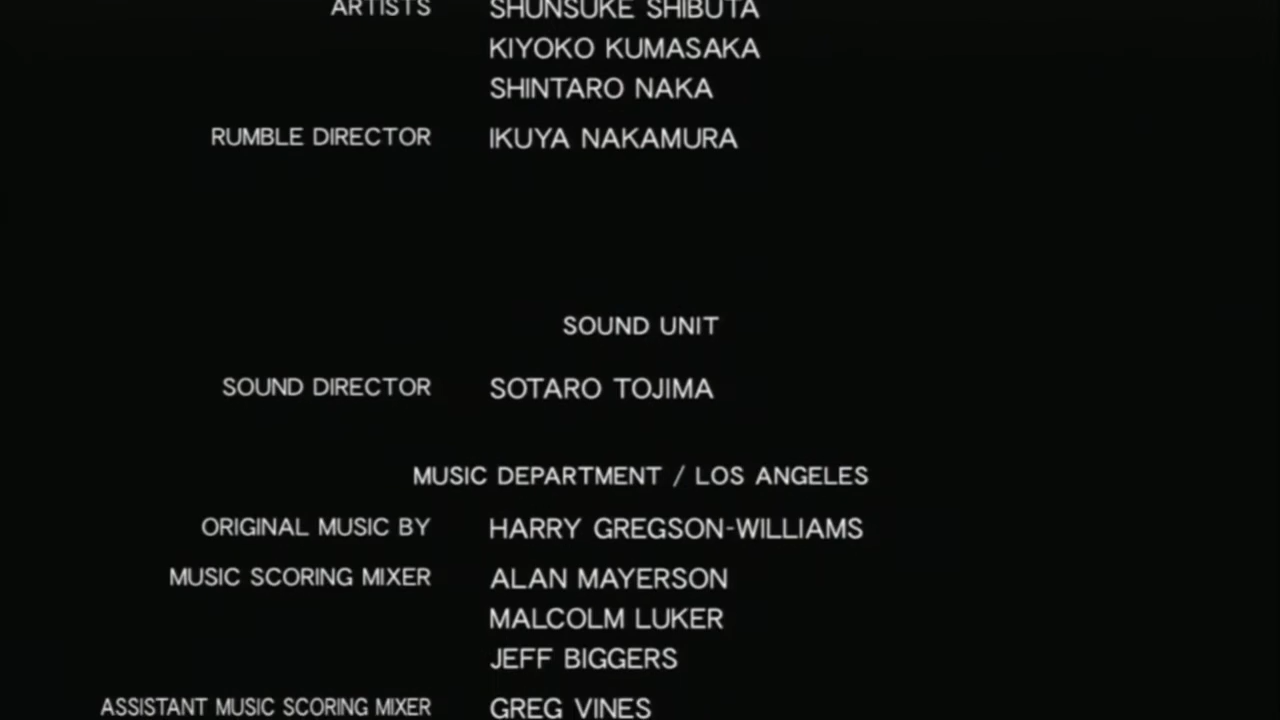 ARTISTS SHUNSUKE SHIBUTA
KIYOKO KUMASAKA
SHINTARO NAKA
RUMBLE DIRECTOR IKUYA NAKAMURA
SOUND UNIT
SOUND DIRECTOR SOTARO TOJIMA
MUSIC DEPARTMENT / LOS ANGELES
ORIGINAL MUSIC BY HARRY GREGSON-WILLIAMS
MUSIC SCORING MIXER ALAN MAYERSON
MALCOLM LUKER
JEFF BIGGERS
ASSISTANT MUSIC SCORING MIXER GREG VINES